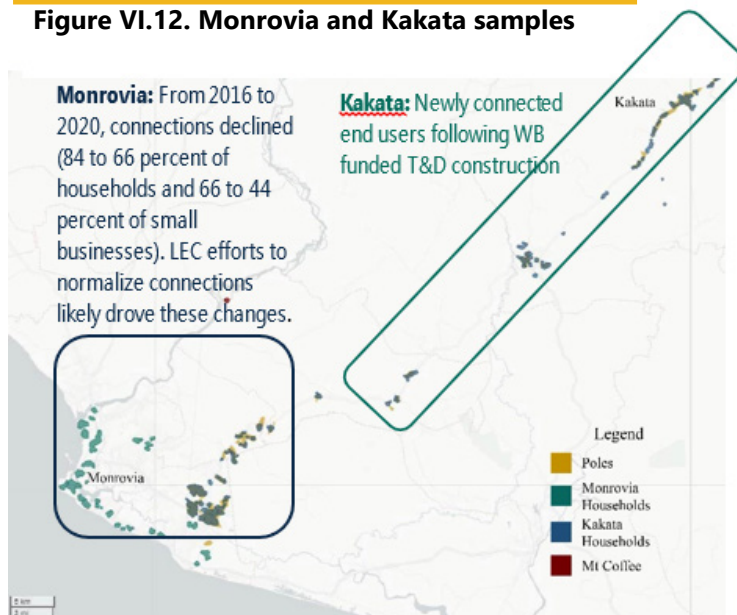 Figure VI.12. Monrovia and Kakata samples
Monrovia: From 2016 to
2020, connections declined
(84 to 66 percent of
households and 66 to 44
percent of small
businesses). LEC efforts to
normalize connections
likely drove these changes.
Kakata: Newly connected
end users following WB
funded T&D construction
Kakata
Monrovia
Legend
Poles
Monrovia
Households
Kakata
Households
Mt Coffee